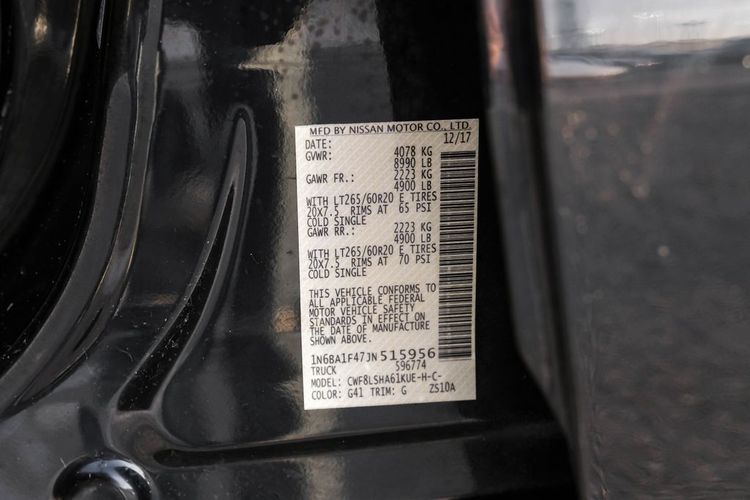 MFD BY NISSAN MOTOR CO., LTD.
DATE: 12/17
GVWR: 4078 KG
8990 LB
GAWR FR.: 2223 KG
4900 LB
WITH LT265/60R20 E TIRES
20X7.5 RIMS AT 65 PSI
COLD SINGLE
GAWR RR.: 2223 KG
4900 LB
WITH LT265/60R20 E TIRES
20X7.5 RIMS AT 70 PSI
COLD SINGLE
THIS VEHICLE CONFORMS TO
ALL APPLICABLE FEDERAL
MOTOR VEHICLE SAFETY
STANDARDS IN EFFECT ON
THE DATE OF MANUFACTURE
SHOWN ABOVE.
1N6BA1F47JN515956
TRUCK 596774
MODEL: CWF8LSHA61KUE-H-C-
COLOR: G41 TRIM: G ZS10A